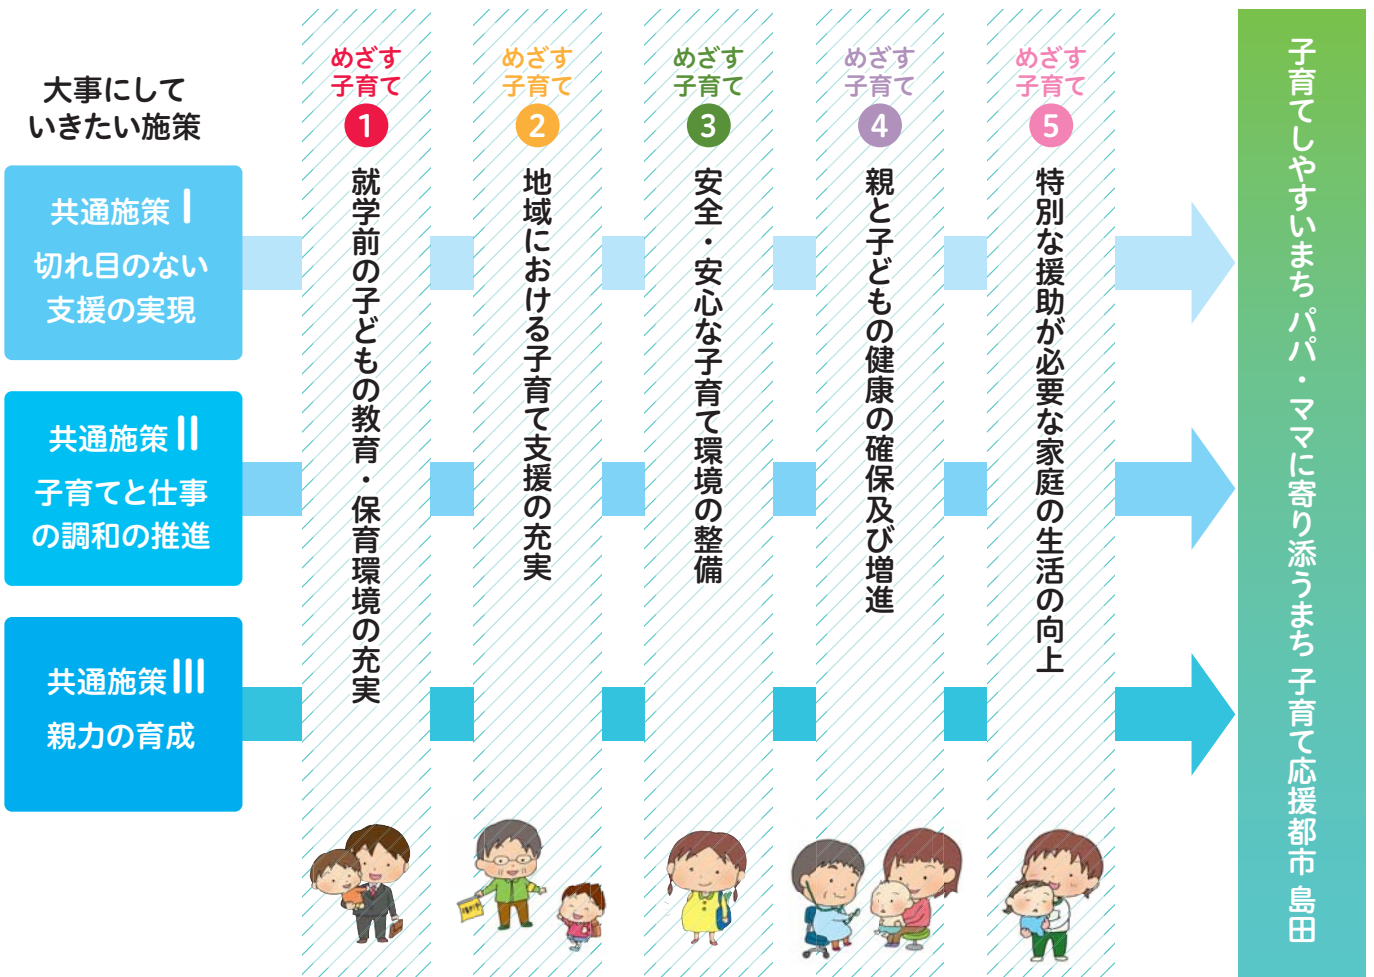 大事にして
いきたい施策
共通施策 I
切れ目のない
支援の実現
共通施策 II
子育てと仕事
の調和の推進
共通施策 III
親力の育成
めざす
子育て
1
就学前の子どもの教育・保育環境の充実
めざす
子育て
2
地域における子育て支援の充実
めざす
子育て
3
安全・安心な子育て環境の整備
めざす
子育て
4
親と子どもの健康の確保及び増進
めざす
子育て
5
特別な援助が必要な家庭の生活の向上
子育てしやすいまち パパ・ママに寄り添うまち 子育て応援都市 島田